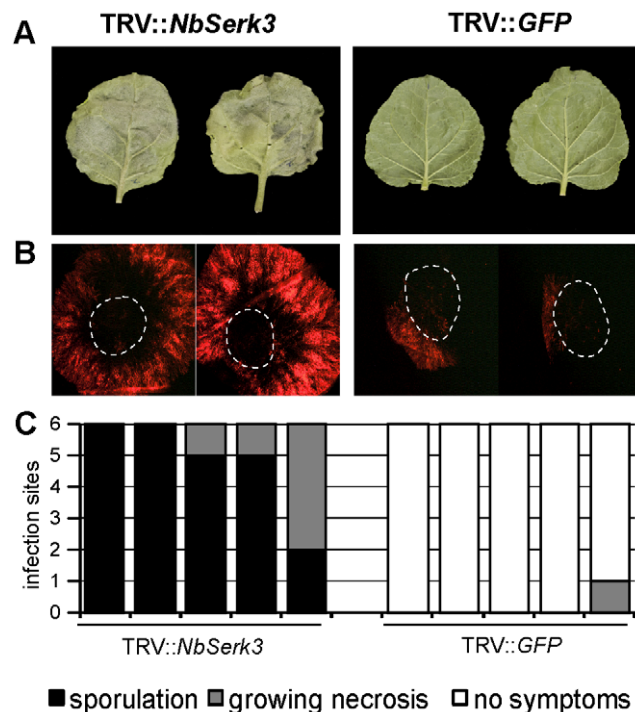 TRV::NbSerk3 TRV::GFP
A
B
C
6
5
4
3
2
1
0
infection sites
TRV::NbSerk3 TRV::GFP
sporulation growing necrosis no symptoms